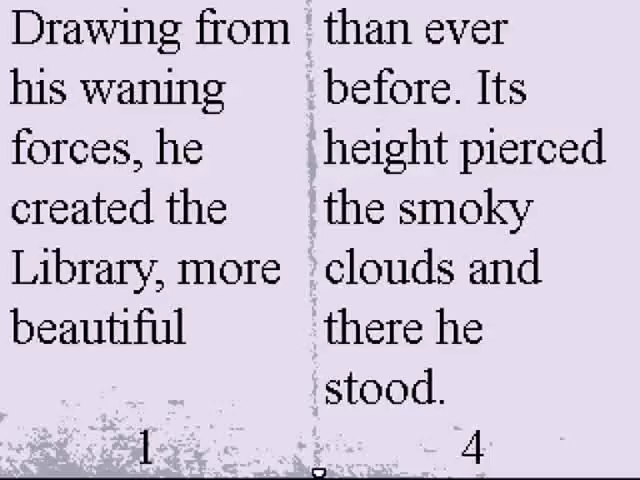 Drawing from
his waning
forces, he
created the
Library, more
beautiful
1
than ever
before. Its
height pierced
the smoky
clouds and
there he
stood.
4